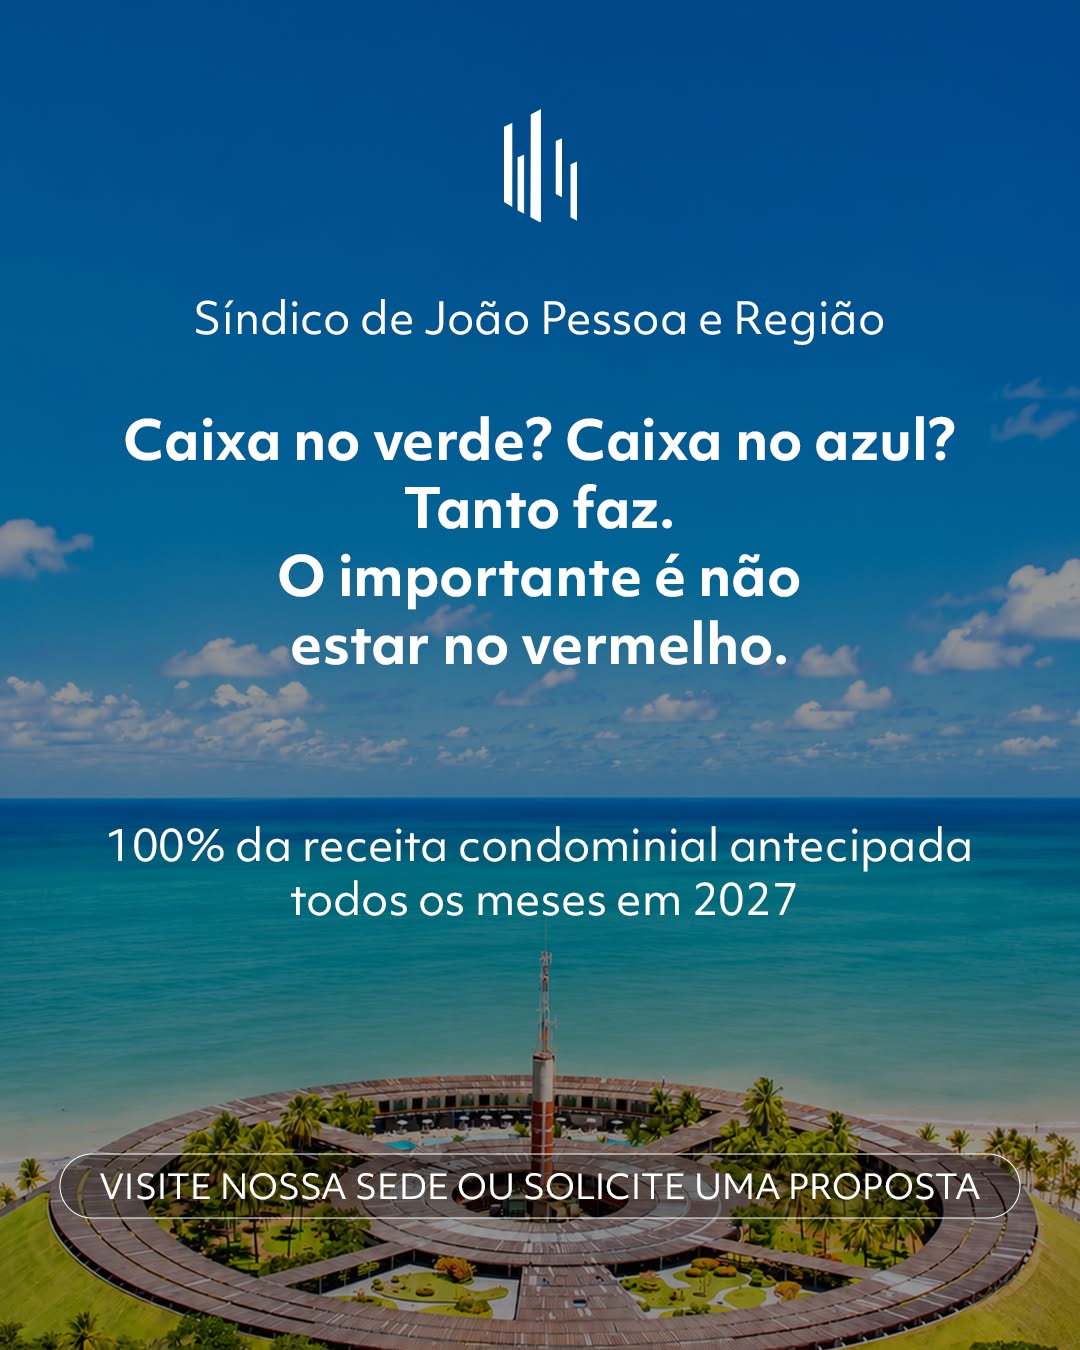 Síndico de João Pessoa e Região
Caixa no verde? Caixa no azul?
Tanto faz.
O importante é não
estar no vermelho.
100% da receita condominial antecipada
todos os meses em 2027
VISITE NOSSA SEDE OU SOLICITE UMA PROPOSTA